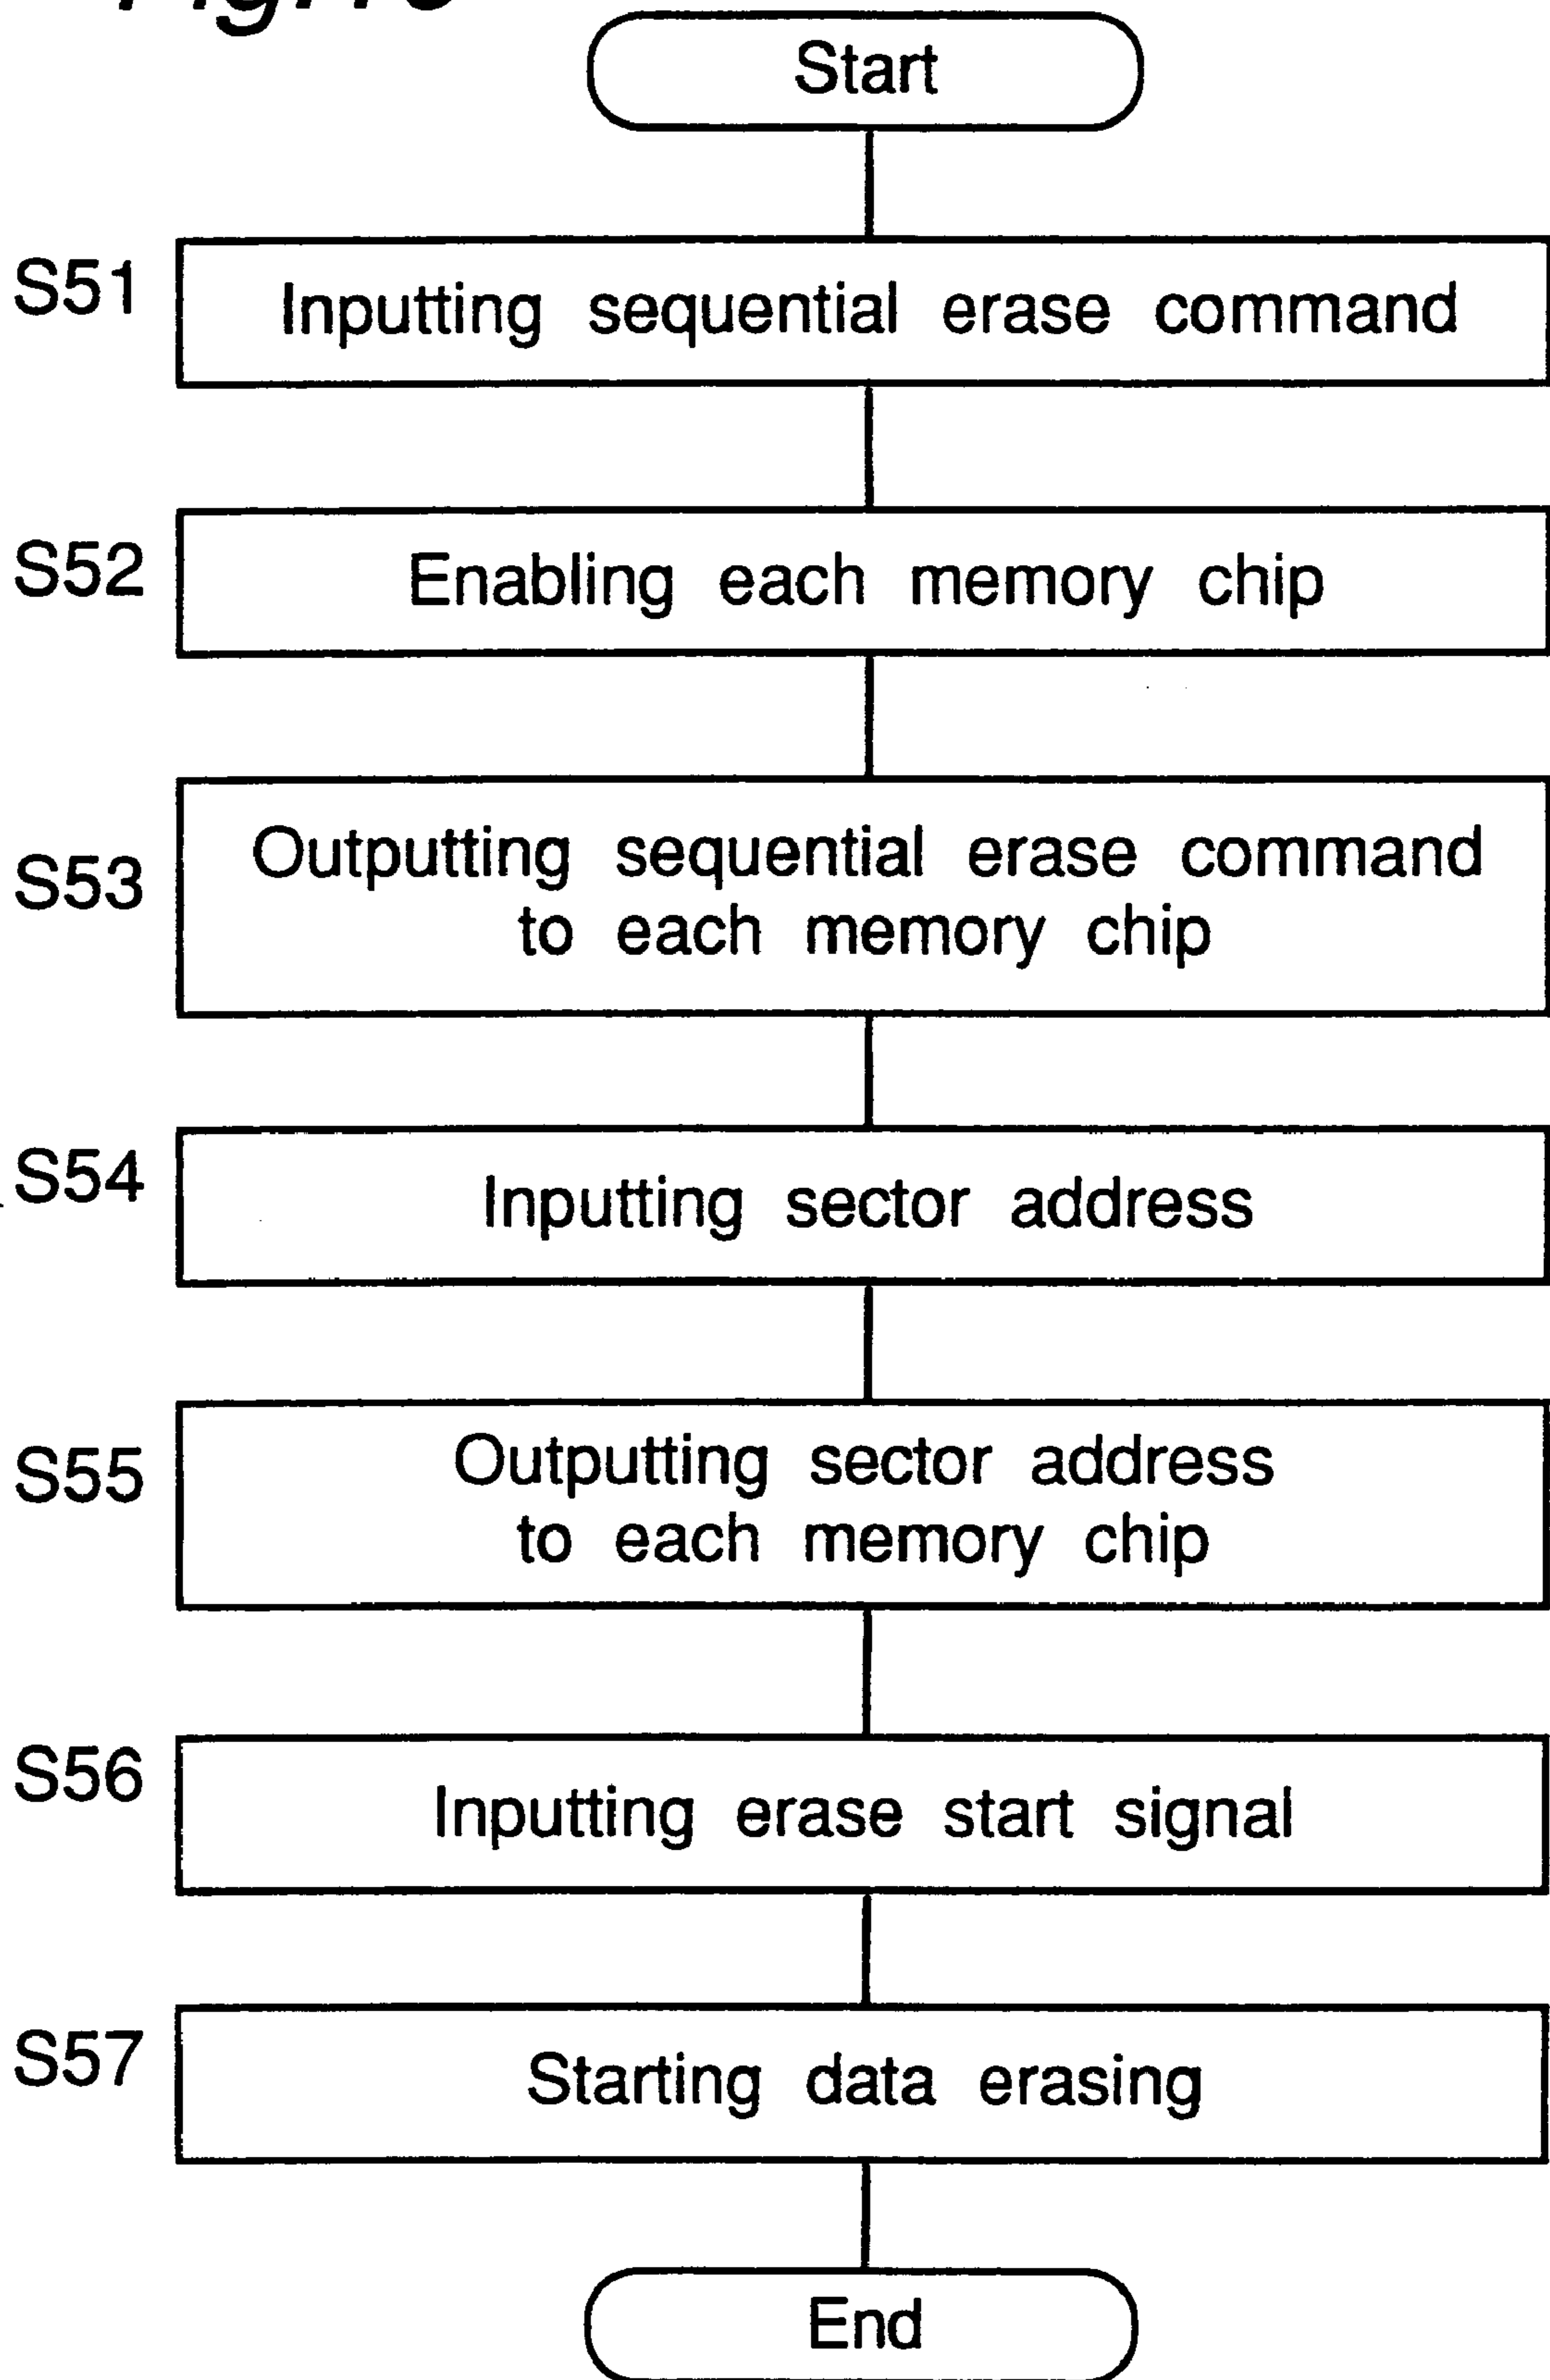 Start
S51
Inputting sequential erase command
S52
Enabling each memory chip
S53
Outputting sequential erase command
to each memory chip
S54
Inputting sector address
S55
Outputting sector address
to each memory chip
S56
Inputting erase start signal
S57
Starting data erasing
End